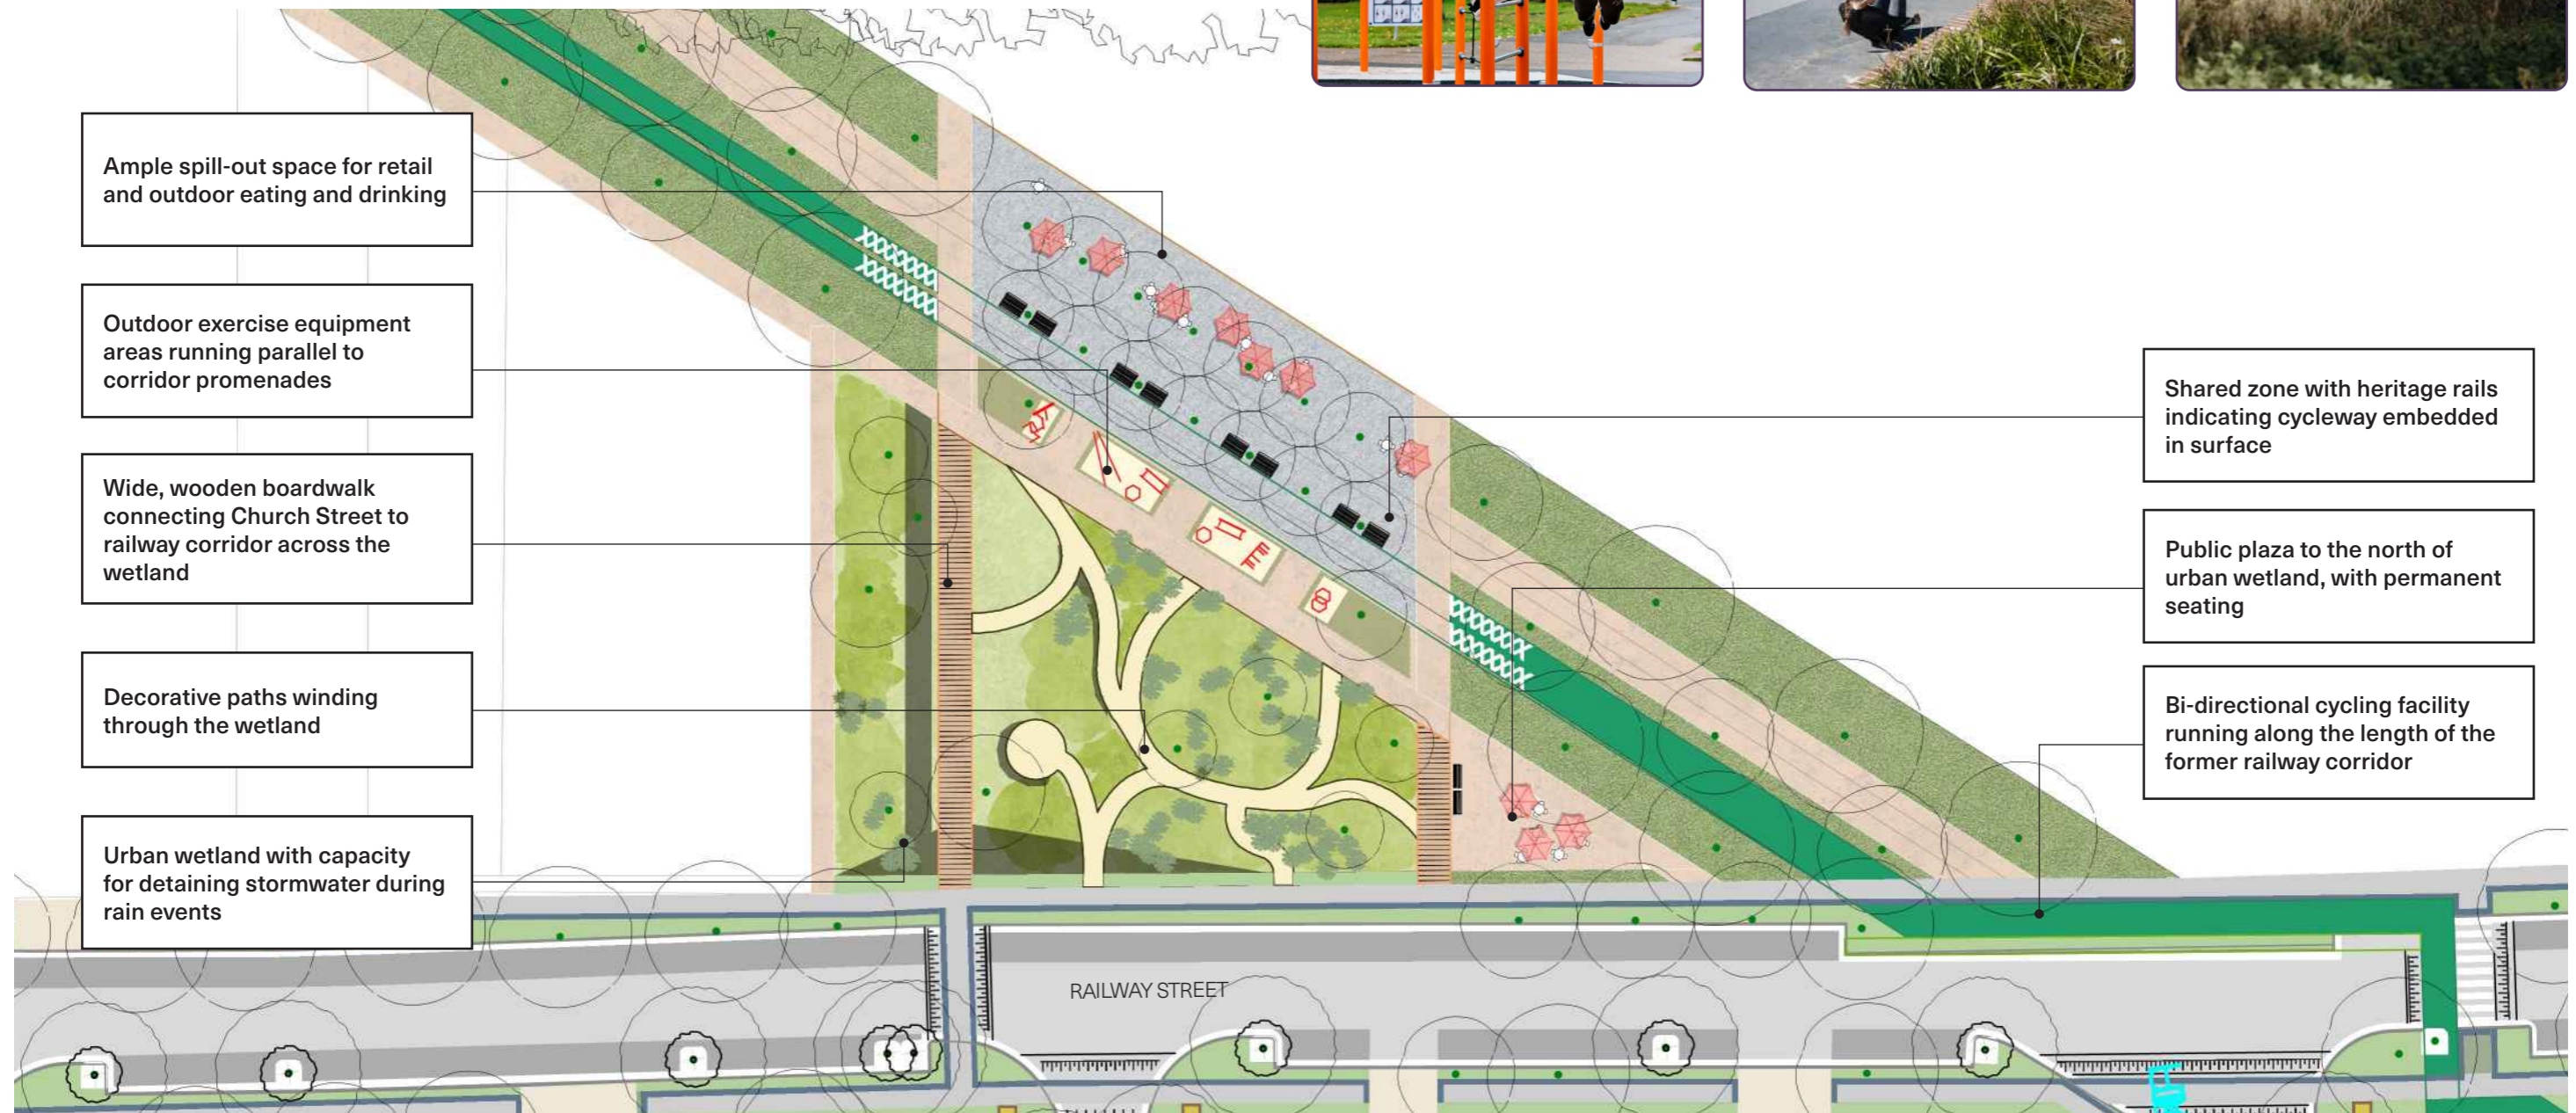 Ample spill-out space for retail
and outdoor eating and drinking
Outdoor exercise equipment
areas running parallel to
corridor promenades
Wide, wooden boardwalk
connecting Church Street to
railway corridor across the
wetland
Decorative paths winding
through the wetland
Urban wetland with capacity
for detaining stormwater during
rain events
Shared zone with heritage rails
indicating cycleway embedded
in surface
Public plaza to the north of
urban wetland, with permanent
seating
Bi-directional cycling facility
running along the length of the
former railway corridor
RAILWAY STREET